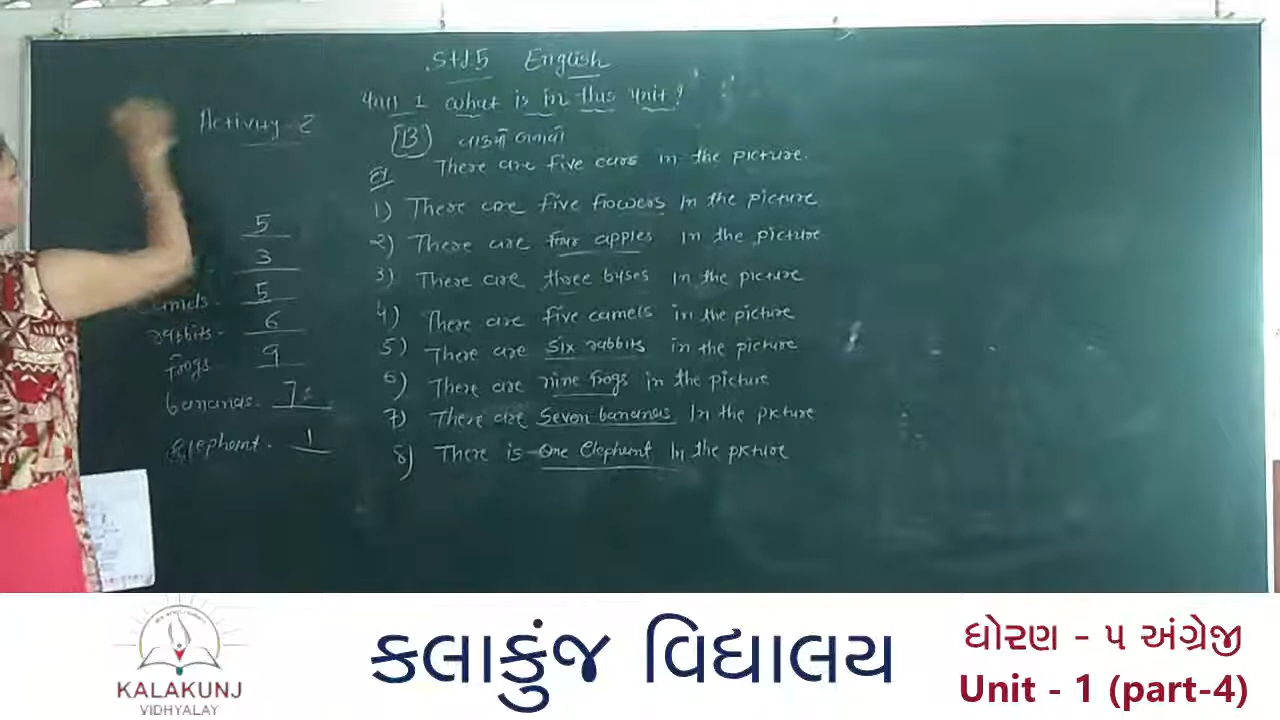 Std.5 English
Unit 1 What is in this Unit?
Activity-2
(B) વાક્યો બનાવો
There are five cars in the picture.
1) There are five flowers in the picture
2) There are four apples in the picture
3) There are three buses in the picture
4) There are five camels in the picture
5) There are six rabbits in the picture
6) There are nine frogs in the picture
7) There are Seven bananas in the picture
8) There is One Elephant in the picture
5
3
camels. 5
rabbits - 6
frogs. 9
bananas. 7
Elephant. 1
KALAKUNJ
VIDHYALAY
કલાકુંજ વિદ્યાલય
ધોરણ - ૫ અંગ્રેજી
Unit - 1 (part-4)